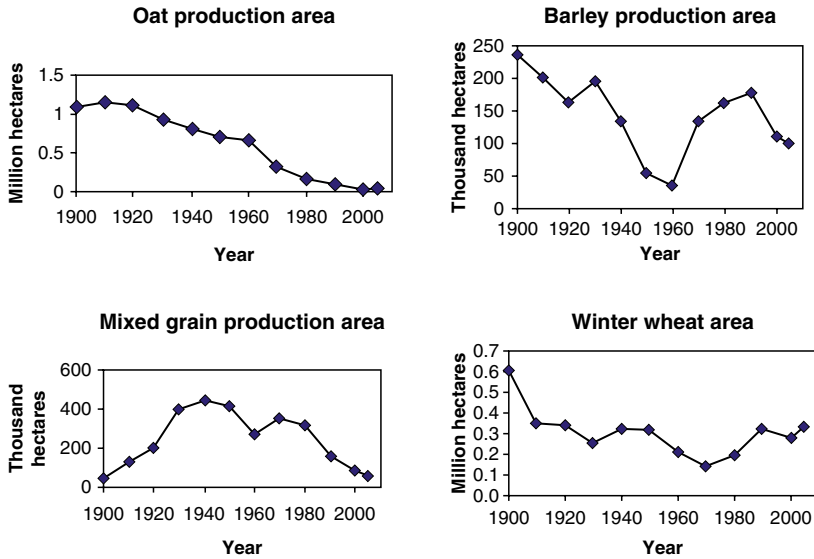 Oat production area
Million hectares
1.5
1
0.5
0
1900 1920 1940 1960 1980 2000
Year
Barley production area
Thousand hectares
250
200
150
100
50
0
1900 1920 1940 1960 1980 2000
Year
Mixed grain production area
Thousand
hectares
600
400
200
0
1900 1920 1940 1960 1980 2000
Year
Winter wheat area
Million hectares
0.7
0.6
0.5
0.4
0.3
0.2
0.1
0.0
1900 1920 1940 1960 1980 2000
Year